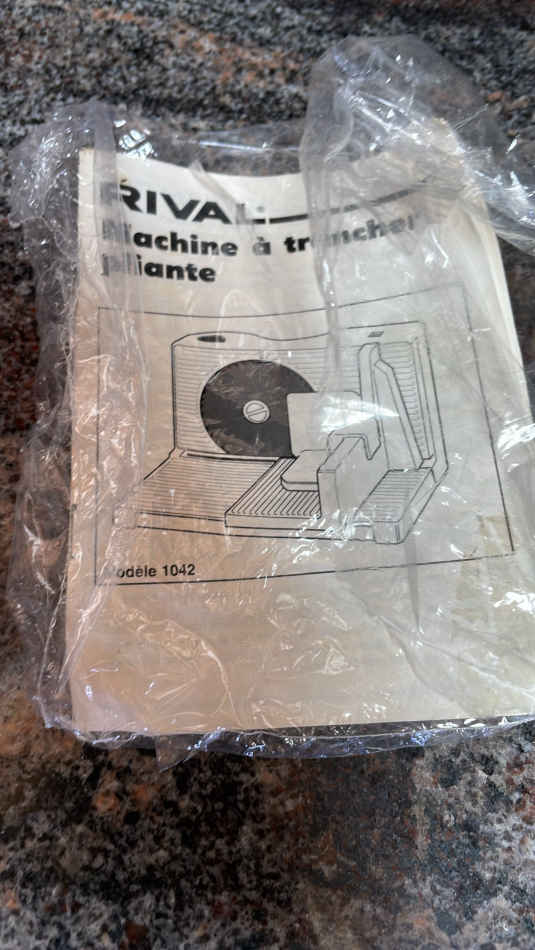 RIVAL
Machine à trancher
pliante
Modèle 1042